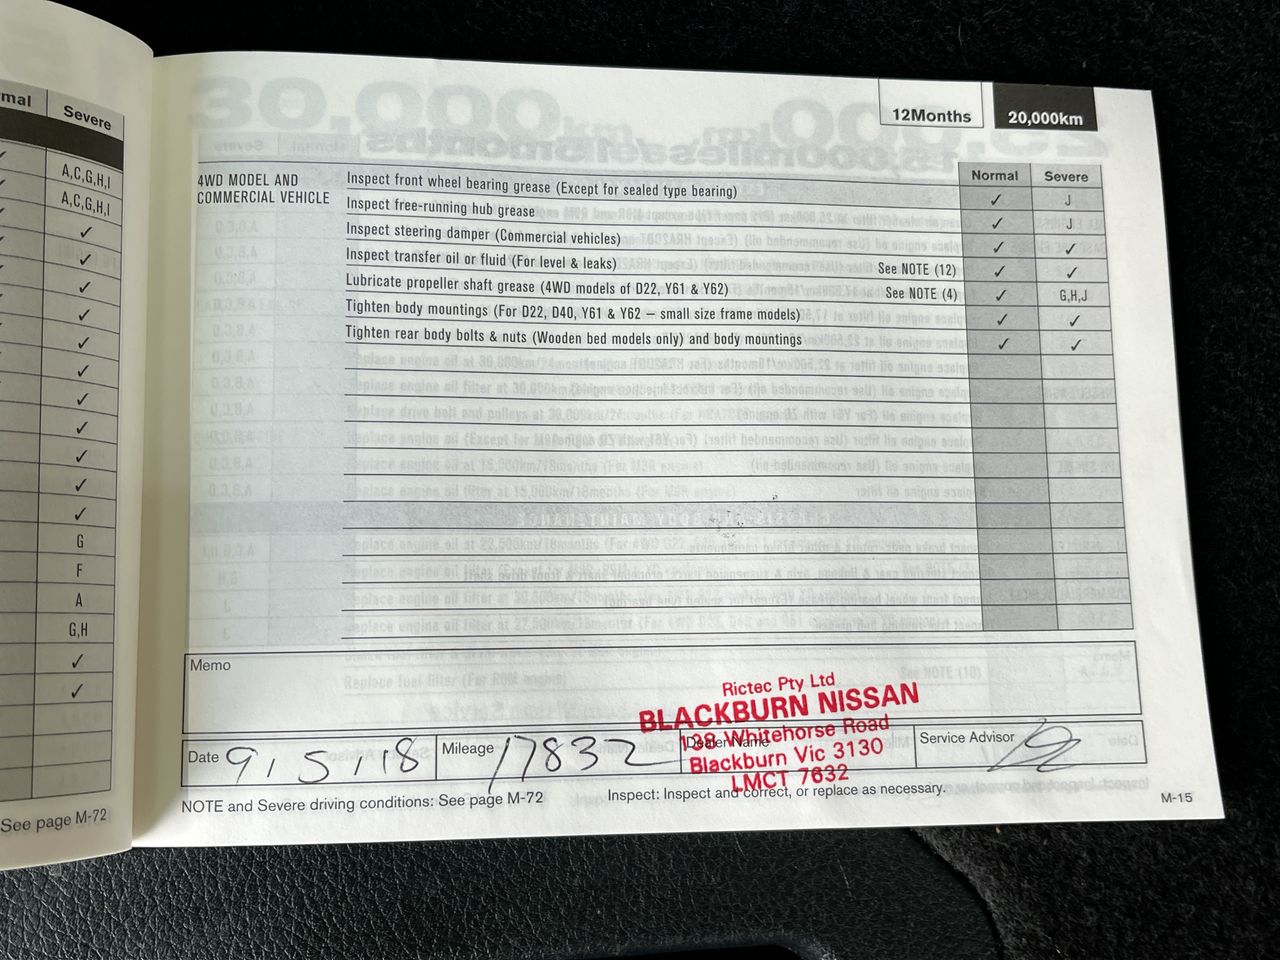 mal Severe
A,C,G,H,I
A,C,G,H,I
✓
✓
✓
✓
✓
✓
✓
✓
✓
✓
✓
G
F
A
G,H
✓
✓
See page M-72
12Months 20,000km
Normal Severe
4WD MODEL AND
COMMERCIAL VEHICLE
Inspect front wheel bearing grease (Except for sealed type bearing) ✓ J
Inspect free-running hub grease ✓ J
Inspect steering damper (Commercial vehicles) ✓ ✓
Inspect transfer oil or fluid (For level & leaks) See NOTE (12) ✓ ✓
Lubricate propeller shaft grease (4WD models of D22, Y61 & Y62) See NOTE (4) ✓ G,H,J
Tighten body mountings (For D22, D40, Y61 & Y62 – small size frame models) ✓ ✓
Tighten rear body bolts & nuts (Wooden bed models only) and body mountings ✓ ✓
Memo
Rictec Pty Ltd
BLACKBURN NISSAN
138 Whitehorse Road
Blackburn Vic 3130
LMCT 7632
Date 9.5.18 Mileage 17832 Dealer Name Service Advisor
NOTE and Severe driving conditions: See page M-72 Inspect: Inspect and correct, or replace as necessary.
M-15